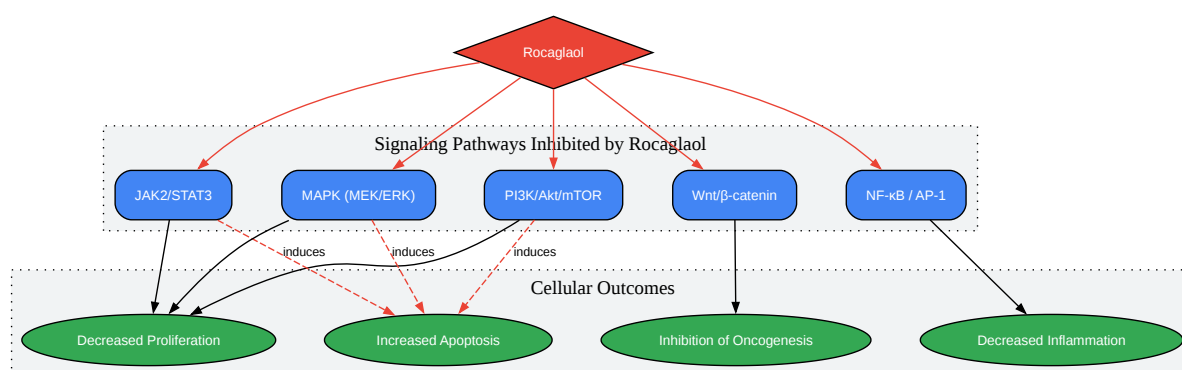 Rocaglaol
Signaling Pathways Inhibited by Rocaglaol
JAK2/STAT3
MAPK (MEK/ERK)
PI3K/Akt/mTOR
Wnt/β-catenin
NF-κB / AP-1
induces
induces
induces
Cellular Outcomes
Decreased Proliferation
Increased Apoptosis
Inhibition of Oncogenesis
Decreased Inflammation